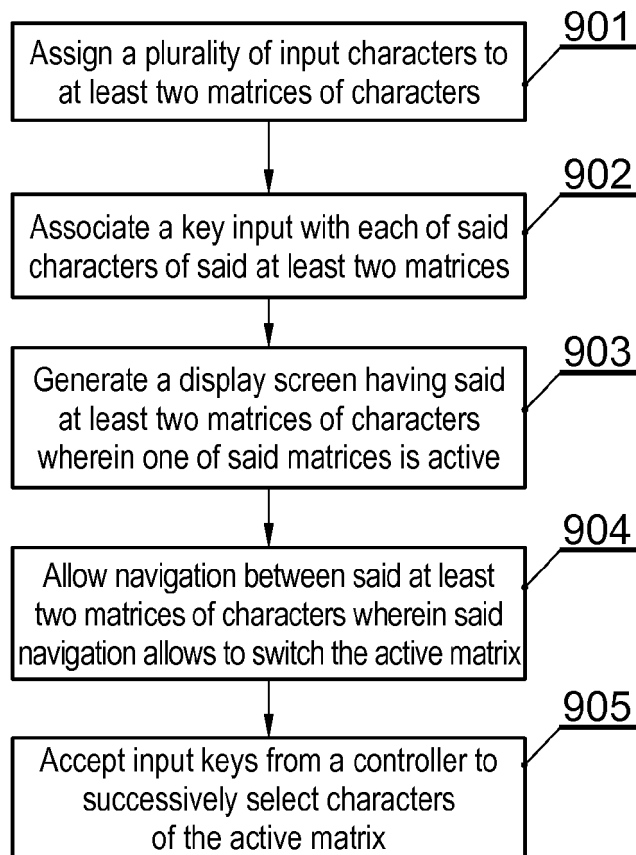 901
Assign a plurality of input characters to
at least two matrices of characters
902
Associate a key input with each of said
characters of said at least two matrices
903
Generate a display screen having said
at least two matrices of characters
wherein one of said matrices is active
904
Allow navigation between said at least
two matrices of characters wherein said
navigation allows to switch the active matrix
905
Accept input keys from a controller to
successively select characters
of the active matrix